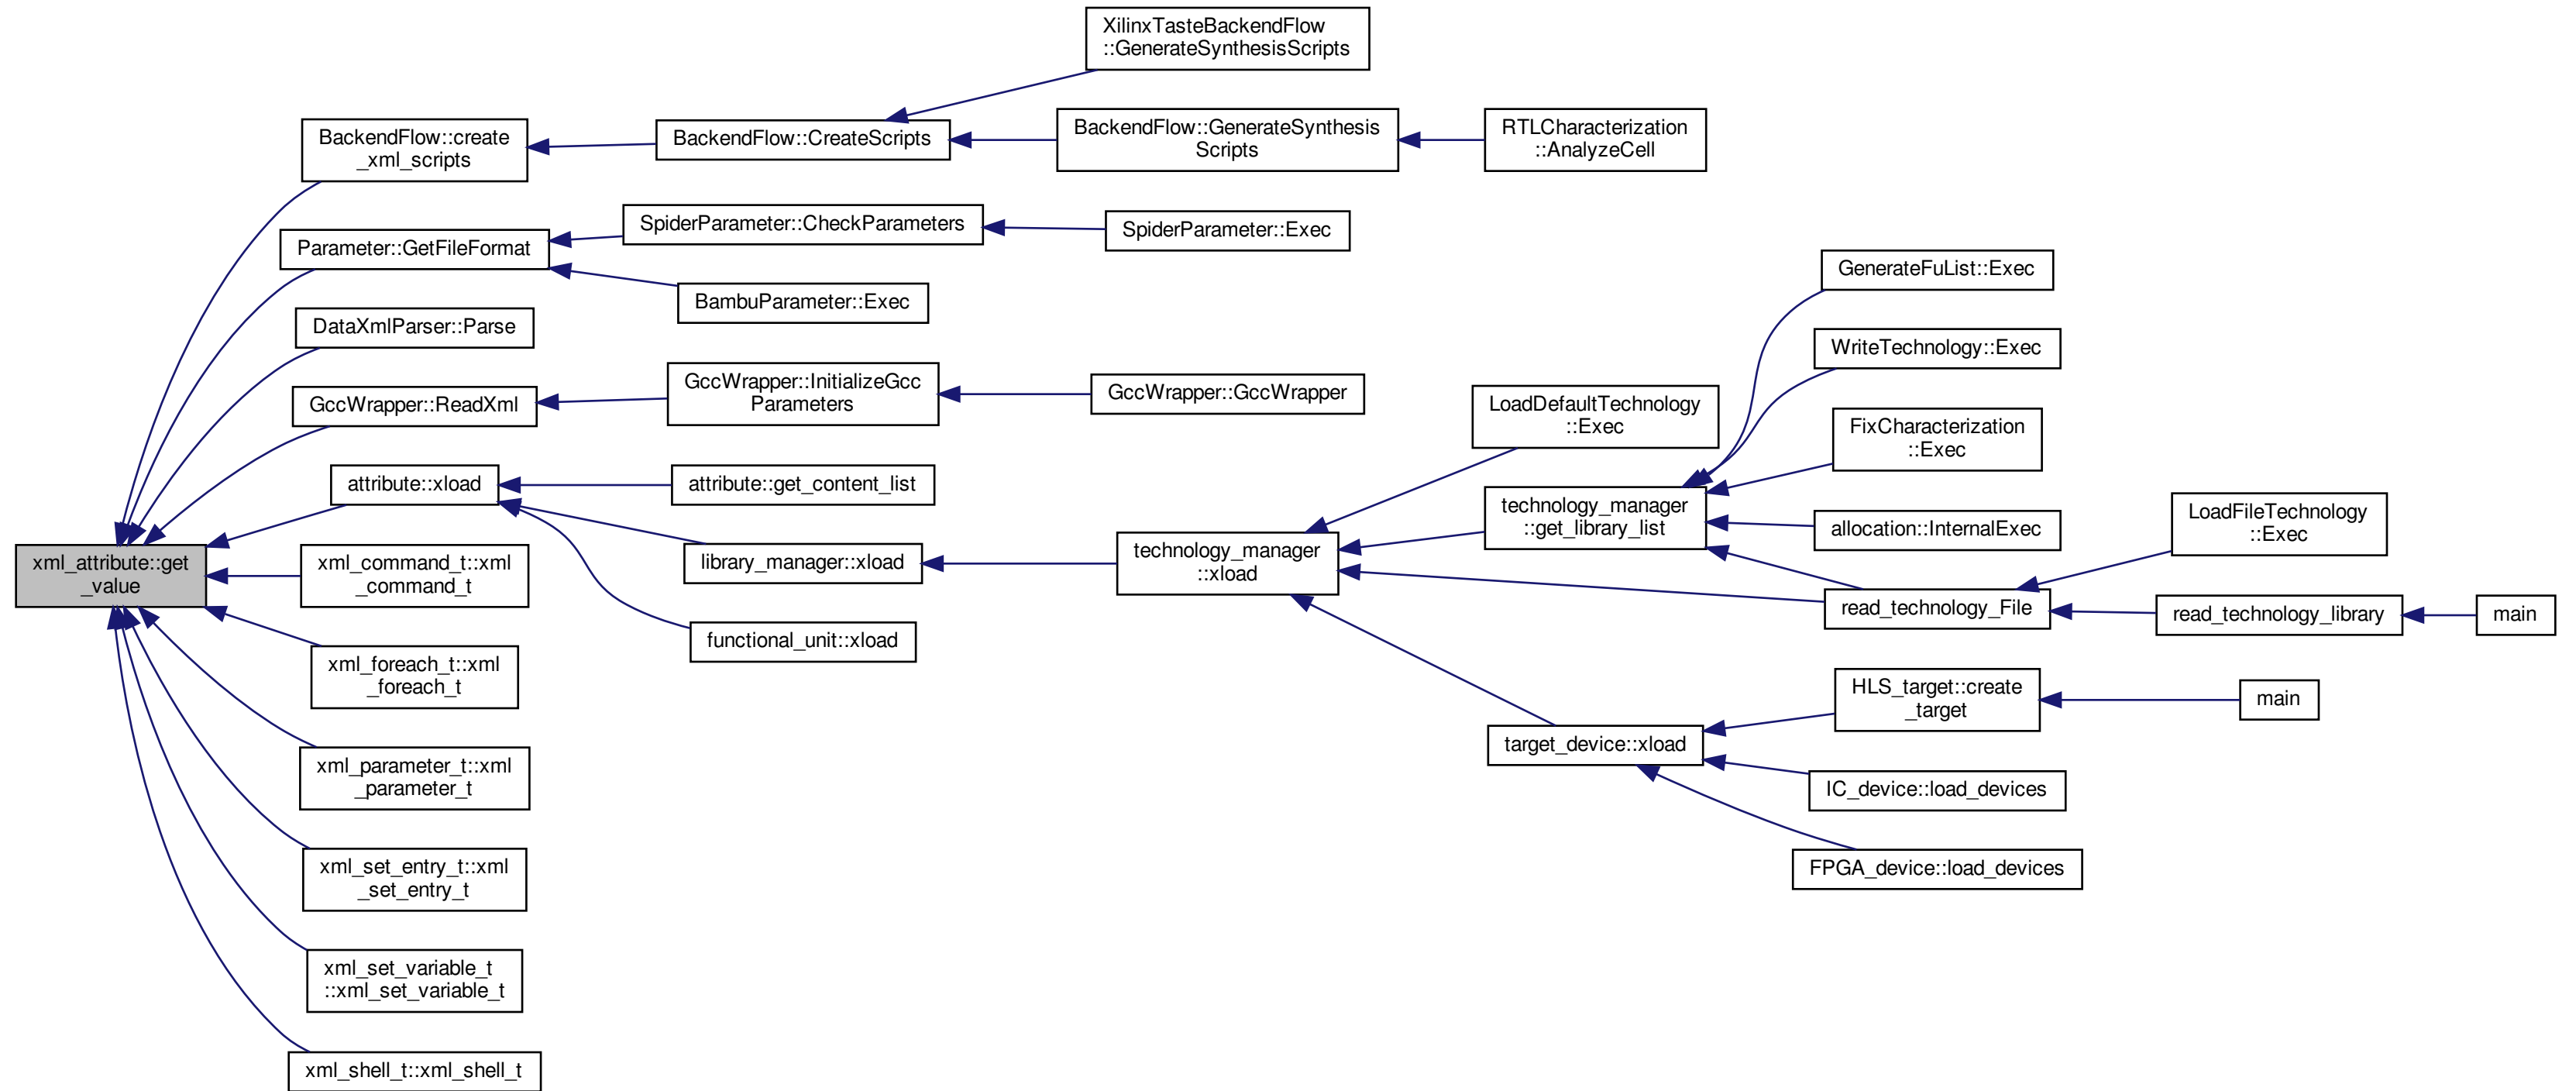 XilinxTasteBackendFlow
::GenerateSynthesisScripts
BackendFlow::create
_xml_scripts
BackendFlow::CreateScripts
BackendFlow::GenerateSynthesis
Scripts
RTLCharacterization
::AnalyzeCell
Parameter::GetFileFormat
SpiderParameter::CheckParameters
SpiderParameter::Exec
BambuParameter::Exec
DataXmlParser::Parse
GccWrapper::ReadXml
GccWrapper::InitializeGcc
Parameters
GccWrapper::GccWrapper
attribute::xload
attribute::get_content_list
xml_attribute::get
_value
xml_command_t::xml
_command_t
library_manager::xload
functional_unit::xload
technology_manager
::xload
LoadDefaultTechnology
::Exec
technology_manager
::get_library_list
GenerateFuList::Exec
WriteTechnology::Exec
FixCharacterization
::Exec
allocation::InternalExec
read_technology_File
LoadFileTechnology
::Exec
read_technology_library
main
xml_foreach_t::xml
_foreach_t
target_device::xload
HLS_target::create
_target
main
IC_device::load_devices
FPGA_device::load_devices
xml_parameter_t::xml
_parameter_t
xml_set_entry_t::xml
_set_entry_t
xml_set_variable_t
::xml_set_variable_t
xml_shell_t::xml_shell_t